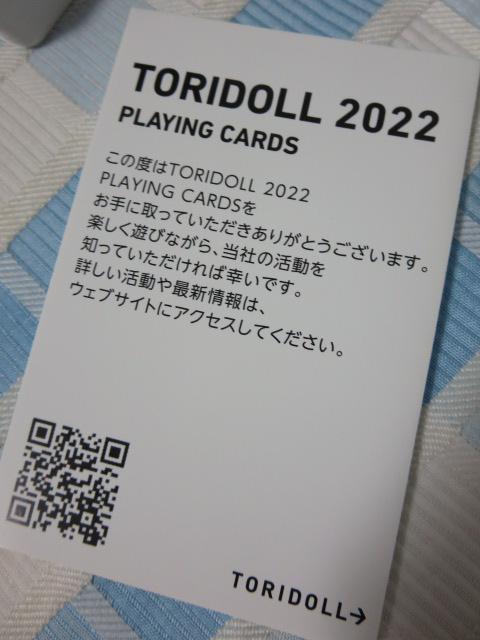 TORIDOLL 2022
PLAYING CARDS
この度はTORIDOLL 2022
PLAYING CARDSを
お手に取っていただきありがとうございます。
楽しく遊びながら、当社の活動を
知っていただければ幸いです。
詳しい活動や最新情報は、
ウェブサイトにアクセスしてください。
TORIDOLL→